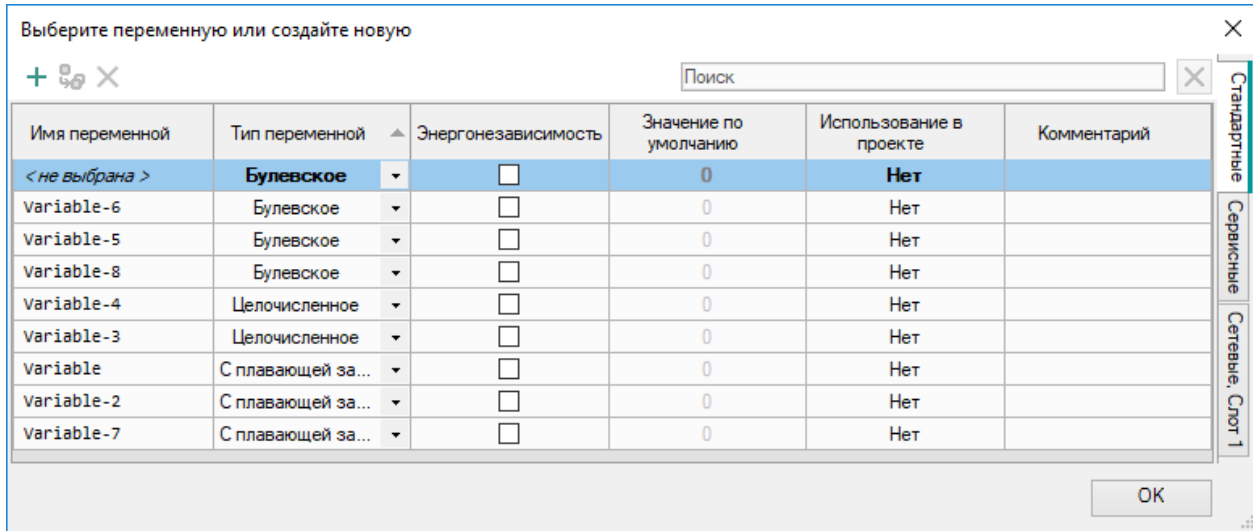 Выберите переменную или создайте новую
Поиск
Имя переменной Тип переменной Энергонезависимость Значение по умолчанию Использование в проекте Комментарий
<не выбрана > Булевское 0 Нет
Variable-6 Булевское 0 Нет
Variable-5 Булевское 0 Нет
Variable-8 Булевское 0 Нет
Variable-4 Целочисленное 0 Нет
Variable-3 Целочисленное 0 Нет
Variable С плавающей за... 0 Нет
Variable-2 С плавающей за... 0 Нет
Variable-7 С плавающей за... 0 Нет
Стандартные
Сервисные
Сетевые, Слот 1
OK